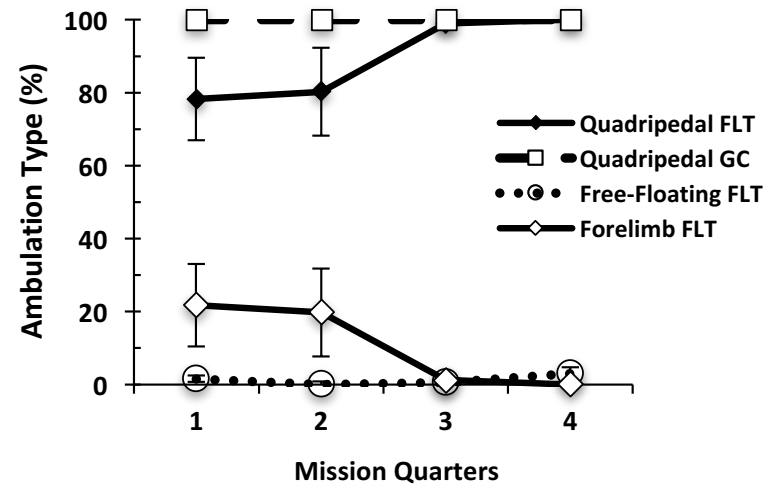 100
80
60
40
20
0
Ambulation Type (%)
Quadripedal FLT
Quadripedal GC
Free-Floating FLT
Forelimb FLT
1 2 3 4
Mission Quarters